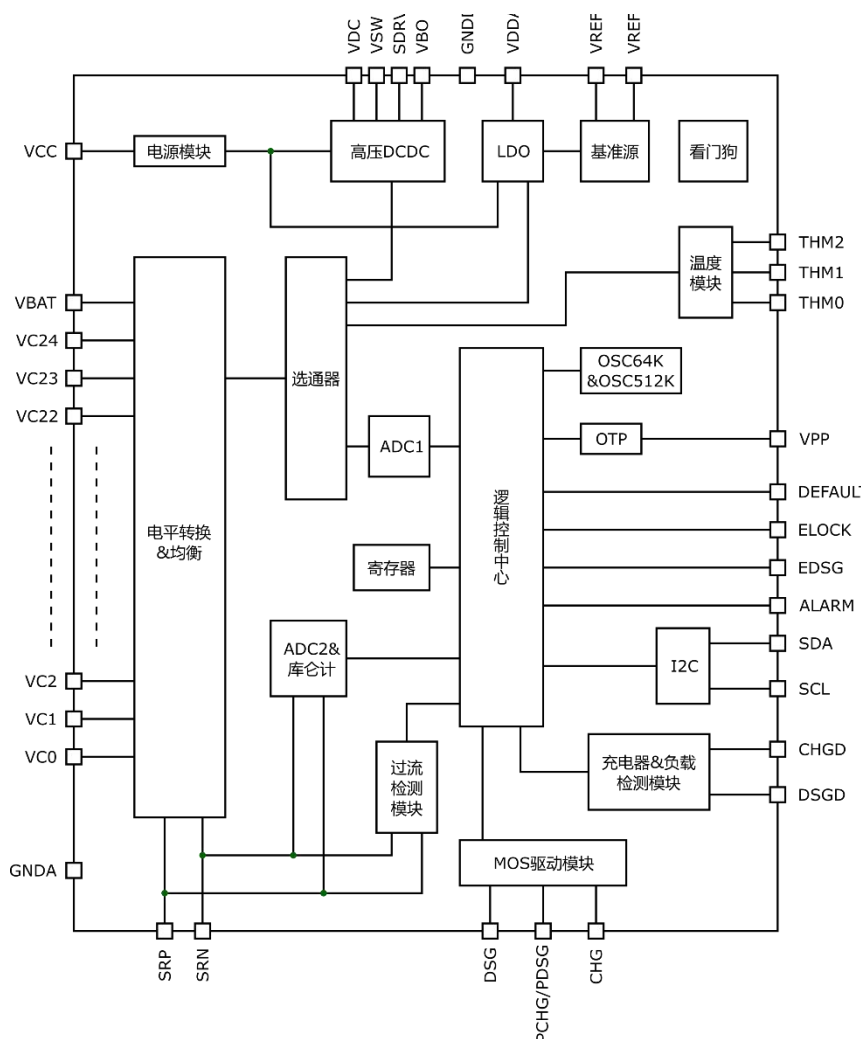 VDC
VSW
SDRV
VBO
GNDI
VDDA
VREF
VREF
VCC
电源模块
高压DCDC
LDO
基准源
看门狗
THM2
温度
模块
THM1
THM0
VBAT
VC24
VC23
VC22
选通器
OSC64K
&OSC512K
ADC1
OTP
VPP
逻辑控制中心
DEFAULT
ELOCK
EDSG
ALARM
电平转换
&均衡
寄存器
ADC2&
库仑计
I2C
SDA
SCL
VC2
VC1
VC0
过流
检测
模块
充电器&负载
检测模块
CHGD
DSGD
MOS驱动模块
GNDA
SRP
SRN
DSG
PCHG/PDSG
CHG